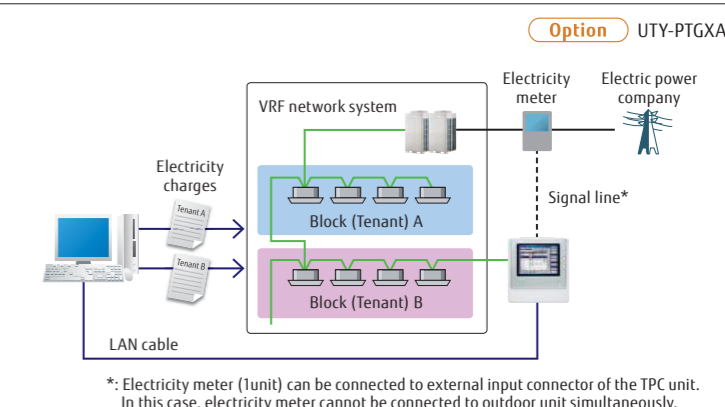 Option UTY-PTGXA
Electricity
meter
Electric power
company
VRF network system
Electricity
charges
Tenant A
Block (Tenant) A
Signal line*
Tenant B
Block (Tenant) B
LAN cable
*: Electricity meter (1unit) can be connected to external input connector of the TPC unit.
In this case, electricity meter cannot be connected to outdoor unit simultaneously.